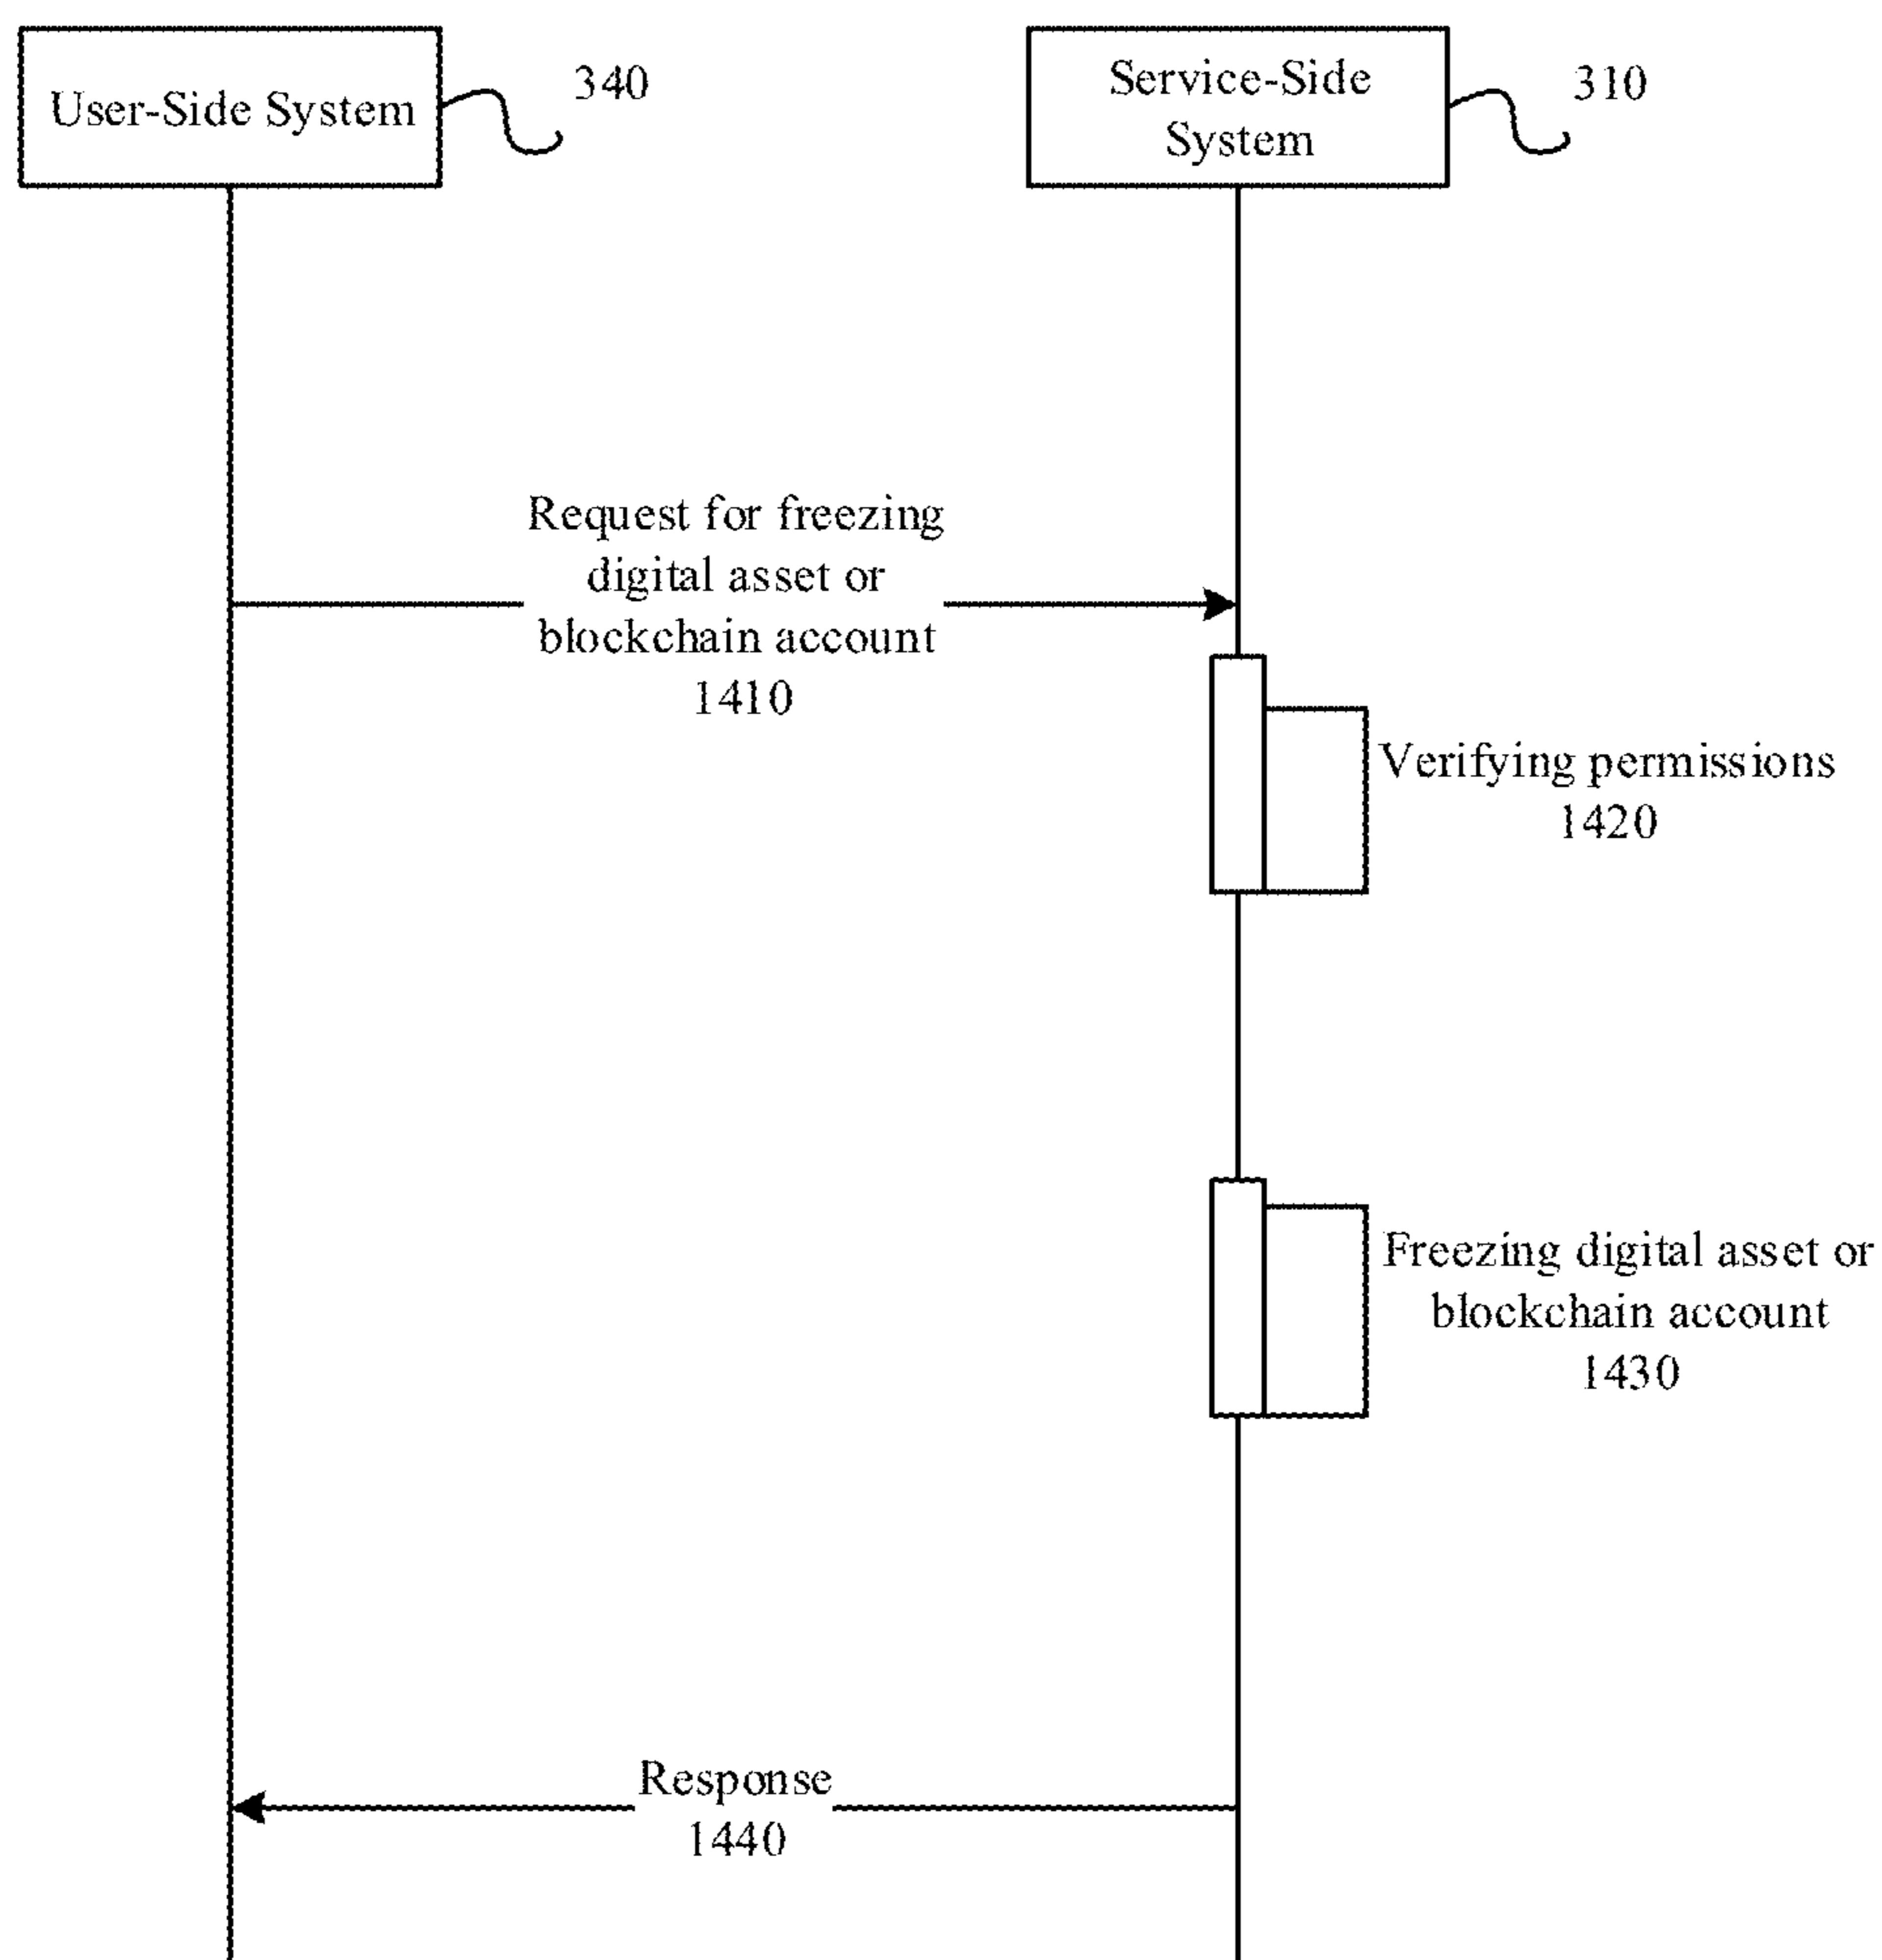 User-Side System
340
Service-Side
System
310
Request for freezing
digital asset or
blockchain account
1410
Verifying permissions
1420
Freezing digital asset or
blockchain account
1430
Response
1440